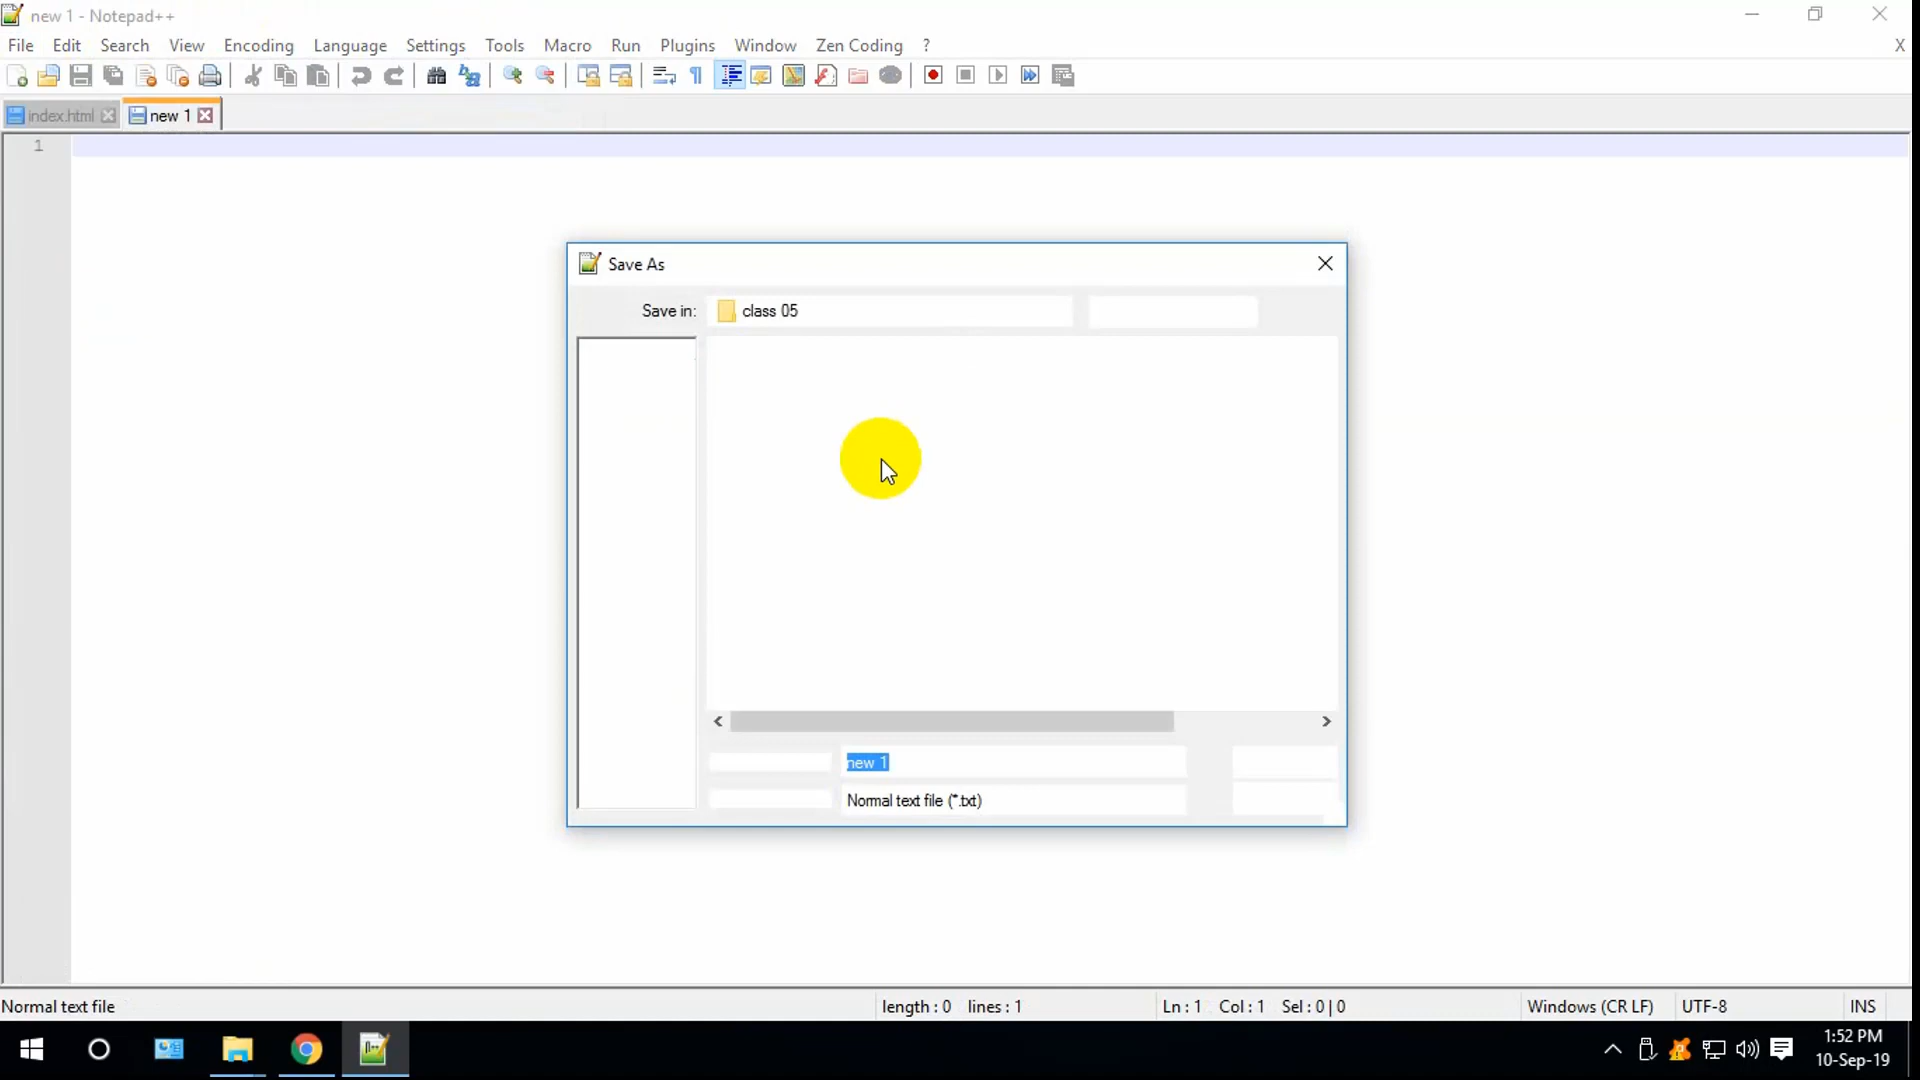 new 1 - Notepad++
File Edit Search View Encoding Language Settings Tools Macro Run Plugins Window Zen Coding ? X
index.html new 1
1
Save As
Save in: class 05
new 1
Normal text file (*.txt)
Normal text file length : 0 lines : 1 Ln : 1 Col : 1 Sel : 0 | 0 Windows (CR LF) UTF-8 INS
1:52 PM
10-Sep-19